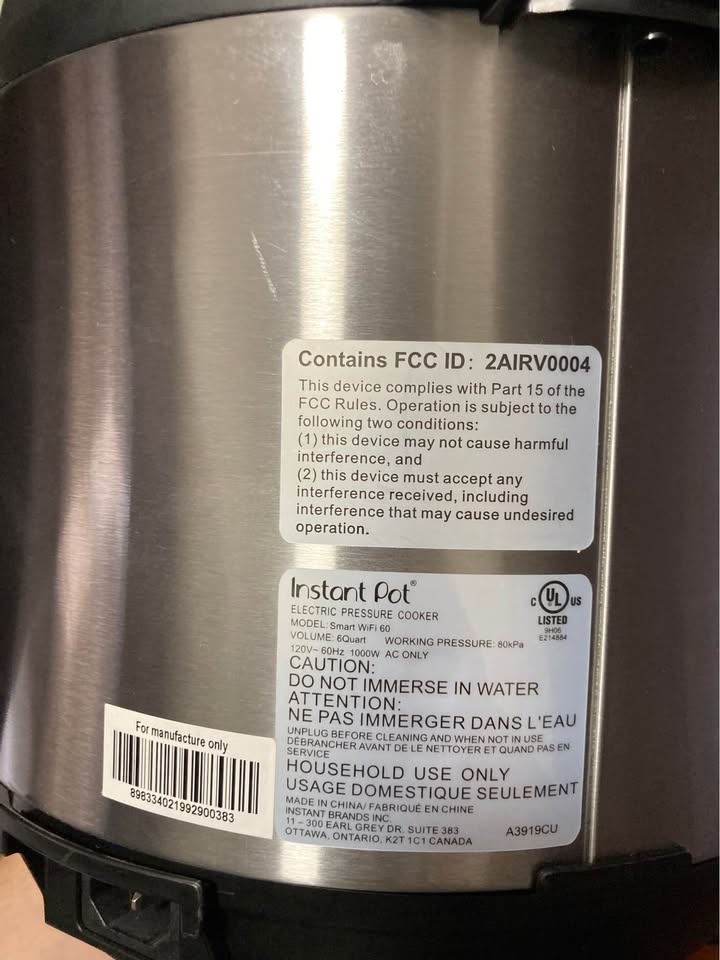 Contains FCC ID: 2AIRV0004
This device complies with Part 15 of the
FCC Rules. Operation is subject to the
following two conditions:
(1) this device may not cause harmful
interference, and
(2) this device must accept any
interference received, including
interference that may cause undesired
operation.
Instant Pot®
ELECTRIC PRESSURE COOKER
MODEL: Smart WiFi 60
VOLUME: 6Quart WORKING PRESSURE: 80kPa
120V~ 60Hz 1000W AC ONLY
C UL US
LISTED
9H06
E214884
CAUTION:
DO NOT IMMERSE IN WATER
ATTENTION:
NE PAS IMMERGER DANS L'EAU
UNPLUG BEFORE CLEANING AND WHEN NOT IN USE
DÉBRANCHER AVANT DE LE NETTOYER ET QUAND PAS EN
SERVICE
HOUSEHOLD USE ONLY
USAGE DOMESTIQUE SEULEMENT
MADE IN CHINA/ FABRIQUÉ EN CHINE
INSTANT BRANDS INC.
11 – 300 EARL GREY DR. SUITE 383
OTTAWA, ONTARIO, K2T 1C1 CANADA
A3919CU
For manufacture only
898334021992900383